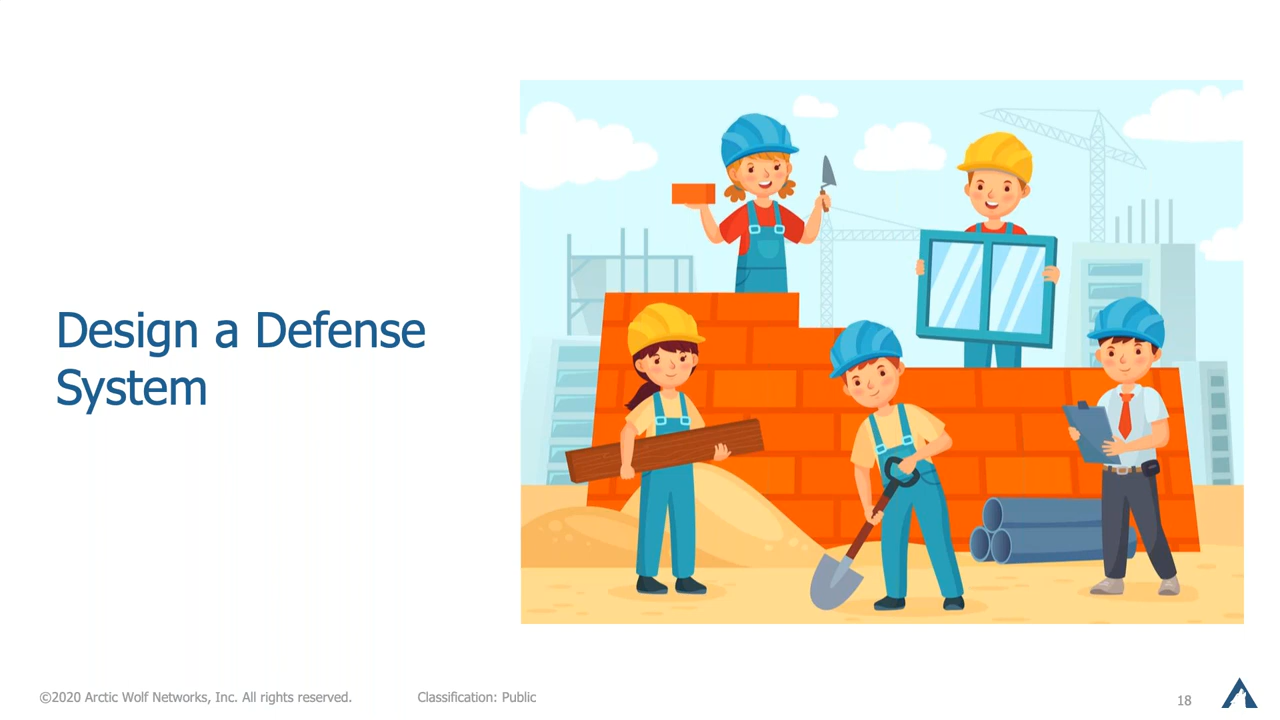 Design a Defense
System
©2020 Arctic Wolf Networks, Inc. All rights reserved.
Classification: Public
18